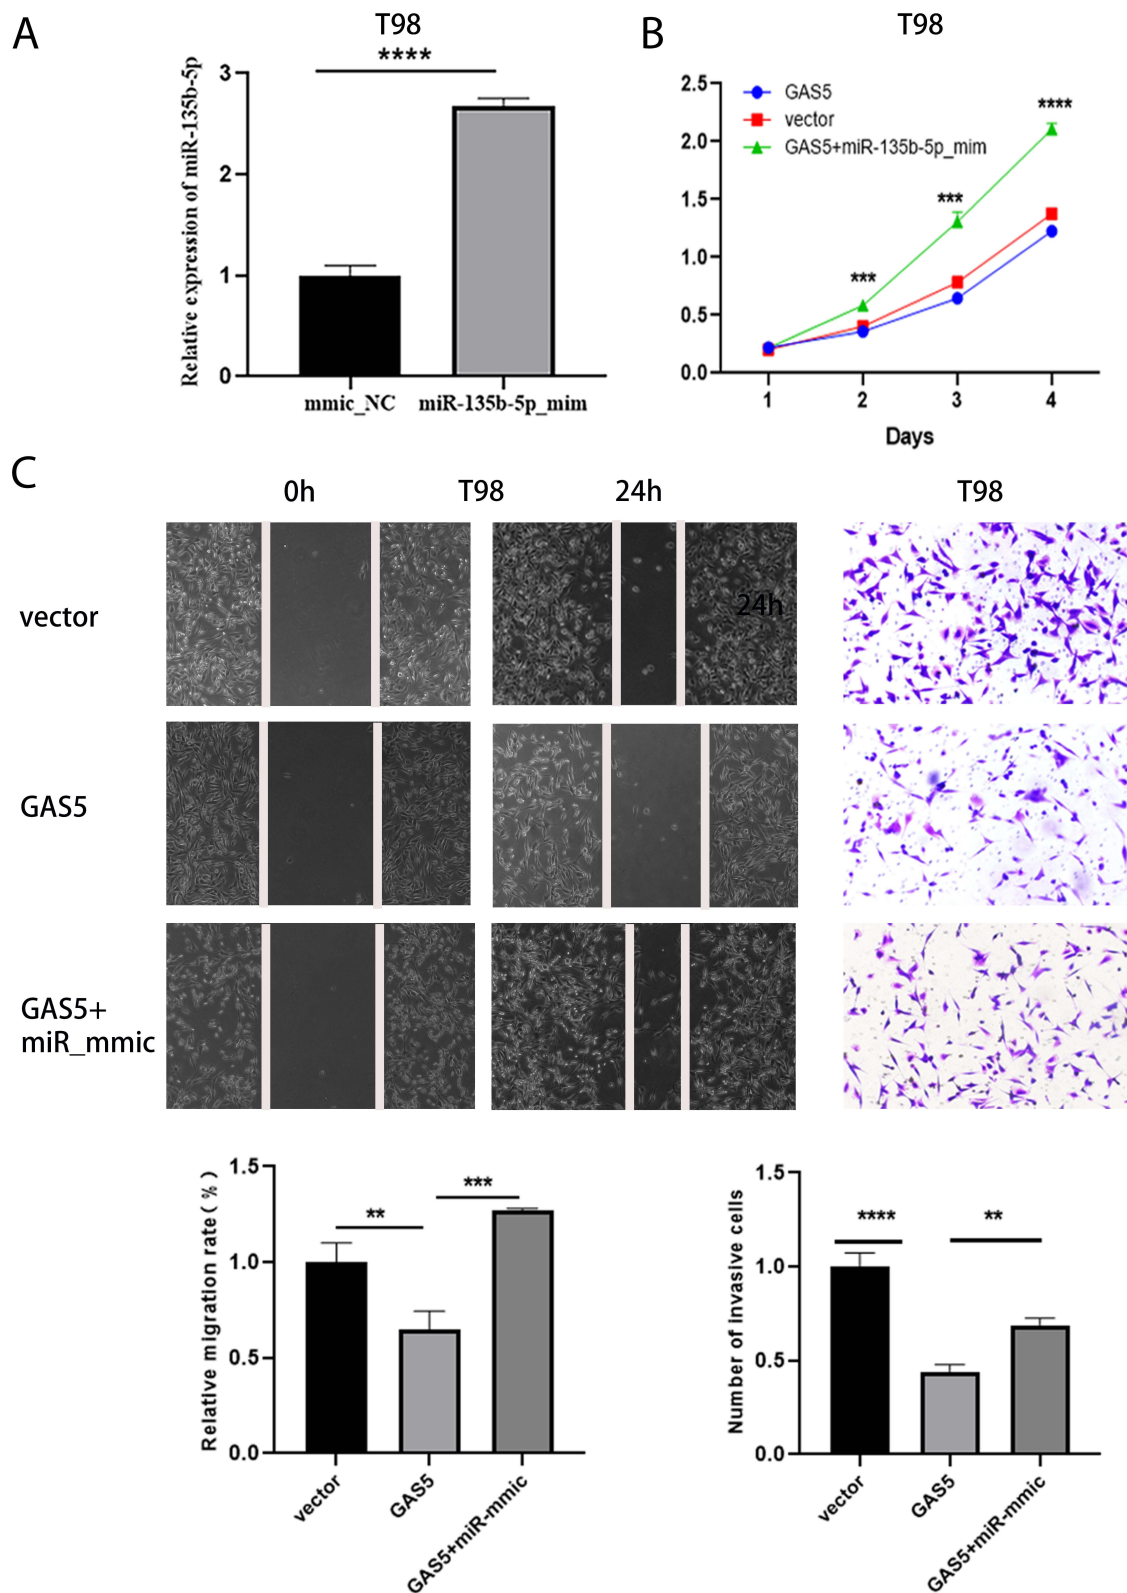 A
T98
****
Relative expression of miR-135b-5p
3
2
1
0
mmic_NC
miR-135b-5p_mim
B
T98
GAS5
vector
GAS5+miR-135b-5p_mim
2.5
2.0
1.5
1.0
0.5
0.0
***
***
****
1 2 3 4
Days
C
0h T98 24h T98
vector
24h
GAS5
GAS5+
miR_mmic
Relative migration rate(%)
1.5
1.0
0.5
0.0
**
***
vector
GAS5
GAS5+miR-mmic
Number of invasive cells
1.5
1.0
0.5
0.0
****
**
vector
GAS5
GAS5+miR-mmic